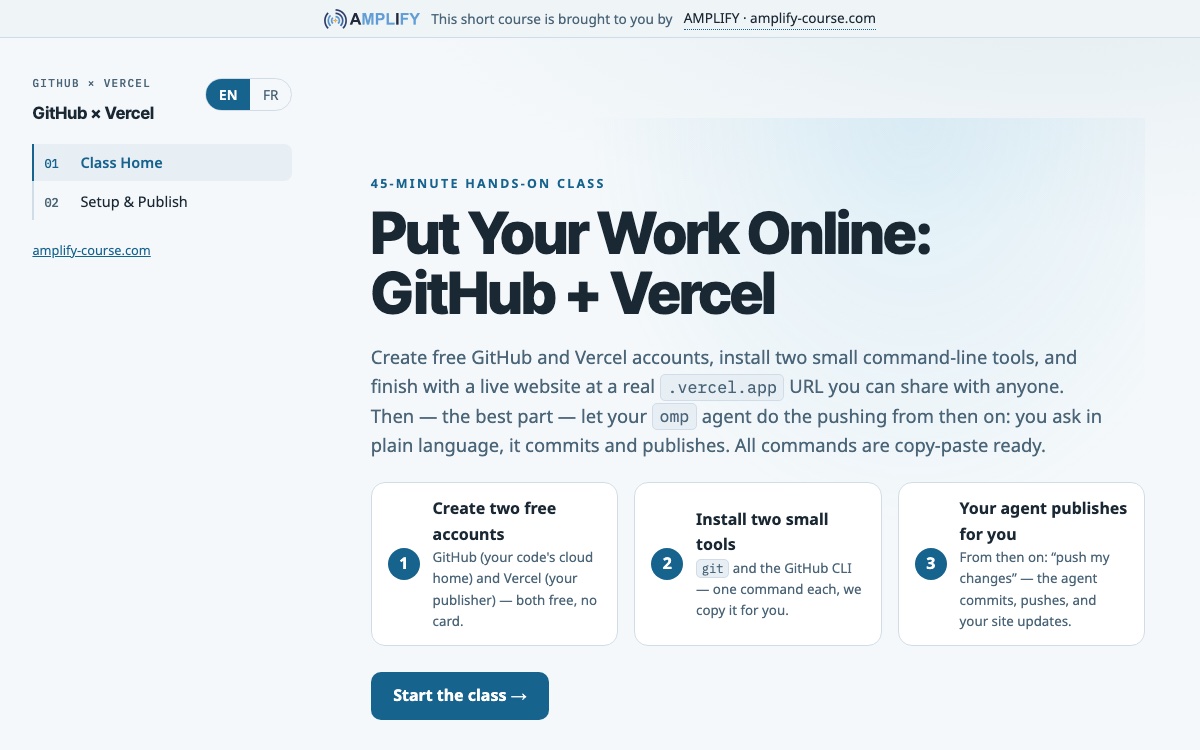 AMPLIFY This short course is brought to you by AMPLIFY · amplify-course.com
GITHUB × VERCEL
GitHub × Vercel
EN FR
01 Class Home
02 Setup & Publish
amplify-course.com
45-MINUTE HANDS-ON CLASS
Put Your Work Online:
GitHub + Vercel
Create free GitHub and Vercel accounts, install two small command-line tools, and
finish with a live website at a real .vercel.app URL you can share with anyone.
Then — the best part — let your omp agent do the pushing from then on: you ask in
plain language, it commits and publishes. All commands are copy-paste ready.
1
Create two free
accounts
GitHub (your code's cloud
home) and Vercel (your
publisher) — both free, no
card.
2
Install two small
tools
git and the GitHub CLI
— one command each, we
copy it for you.
3
Your agent publishes
for you
From then on: “push my
changes” — the agent
commits, pushes, and
your site updates.
Start the class →